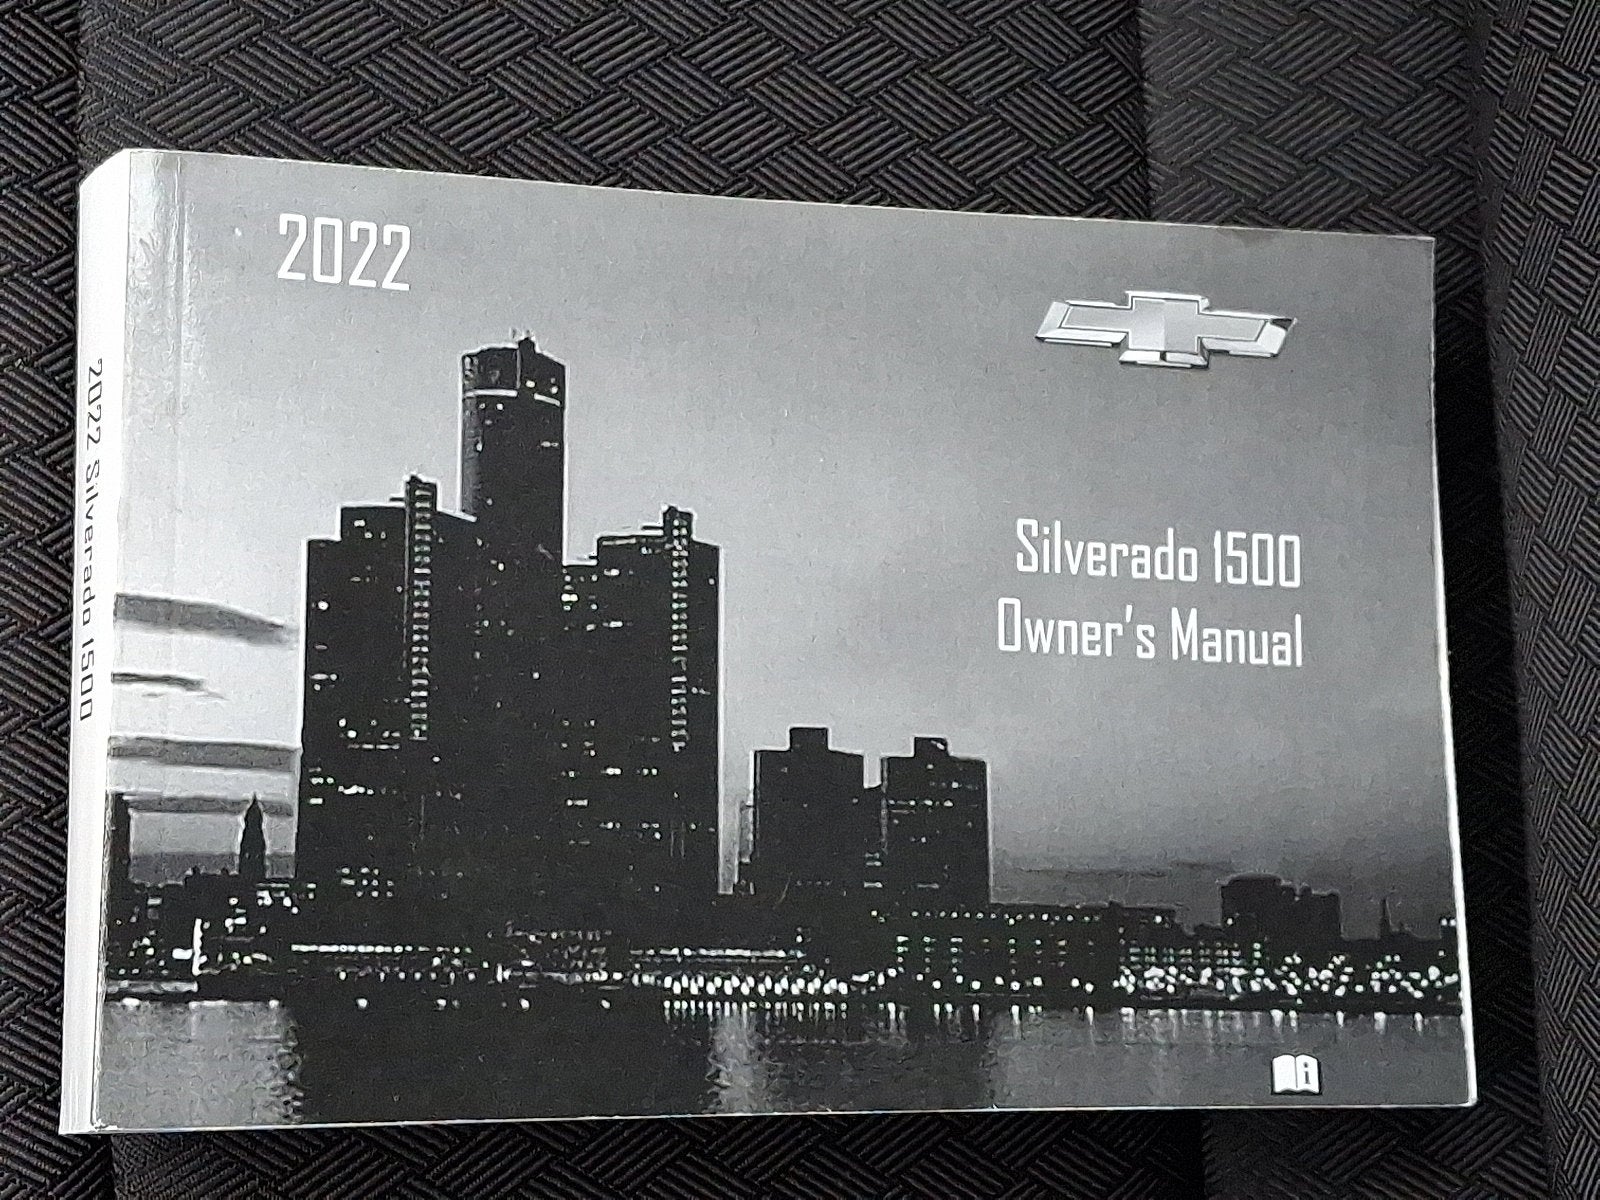 2022
Silverado 1500
Owner's Manual
i
2022 Silverado 1500